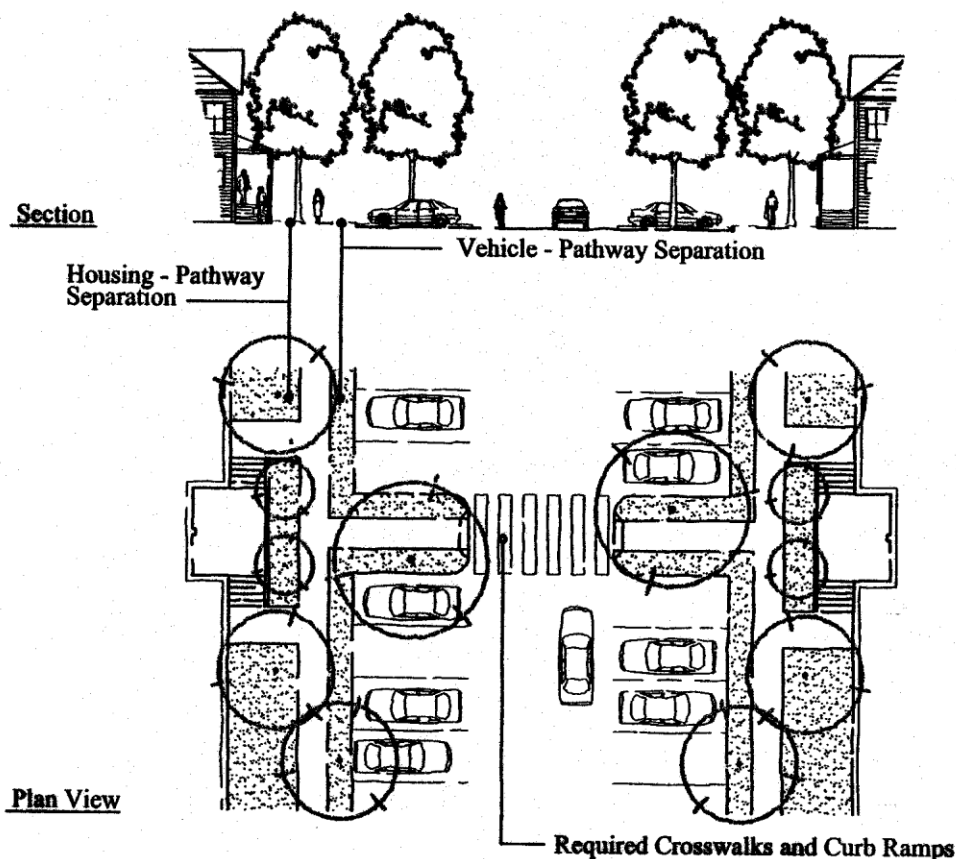 Section
Vehicle - Pathway Separation
Housing - Pathway
Separation
Plan View
Required Crosswalks and Curb Ramps